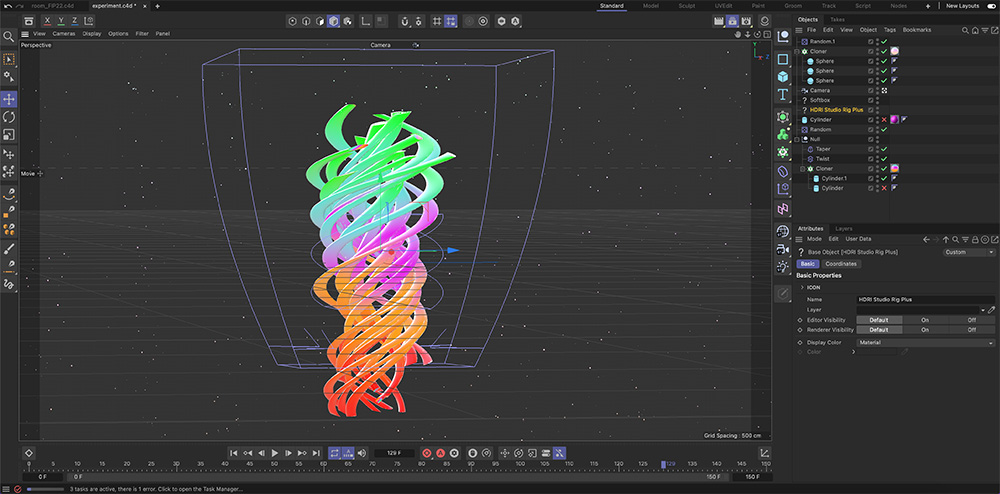 room_FIP22.c4d
experiment.c4d *
Standard
Model
Sculpt
UVEdit
Paint
Track
Script
Nodes
New Layouts
X Y Z
View Cameras Display Options Filter Panel
Perspective
Camera
Y
Z
Move
Grid Spacing : 500 cm
Objects Takes
File Edit View Object Tags Bookmarks
Random.1
Cloner
Sphere
Sphere
Sphere
Camera
Softbox
HDRI Studio Rig Plus
Cylinder
Random
Null
Taper
Twist
Cloner
Cylinder.1
Cylinder
Attributes Layers
Mode Edit User Data
Base Object [HDRI Studio Rig Plus]
Custom
Basic Coordinates
Basic Properties
ICON
Name HDRI Studio Rig Plus
Layer
Editor Visibility Default On Off
Renderer Visibility Default On Off
Display Color Material
Color
129 F
0 5 10 15 20 25 30 35 40 45 50 55 60 65 70 75 80 85 90 95 100 105 110 115 120 129 135 140 145 150
0 F 0 F 150 F 150 F
3 tasks are active, there is 1 error. Click to open the Task Manager...